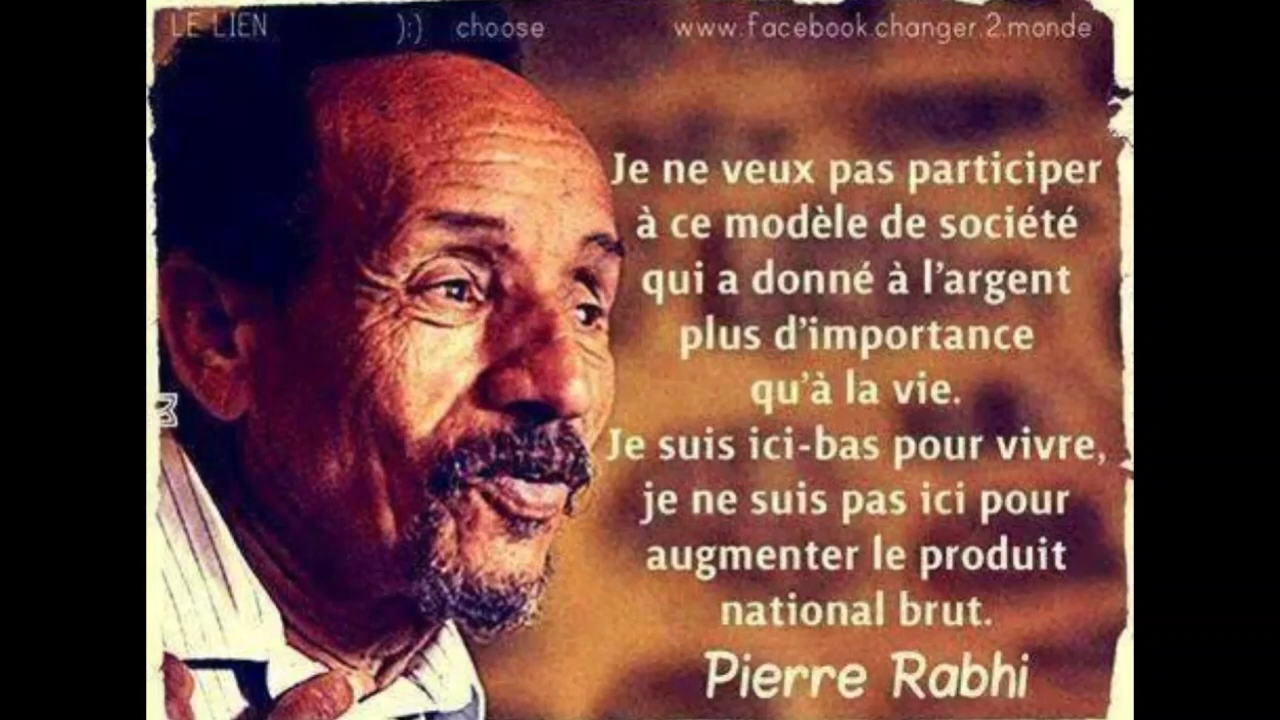 LE LIEN ):) choose www.facebook.changer.2.monde
Je ne veux pas participer
à ce modèle de société
qui a donné à l'argent
plus d'importance
qu'à la vie.
Je suis ici-bas pour vivre,
je ne suis pas ici pour
augmenter le produit
national brut.
Pierre Rabhi